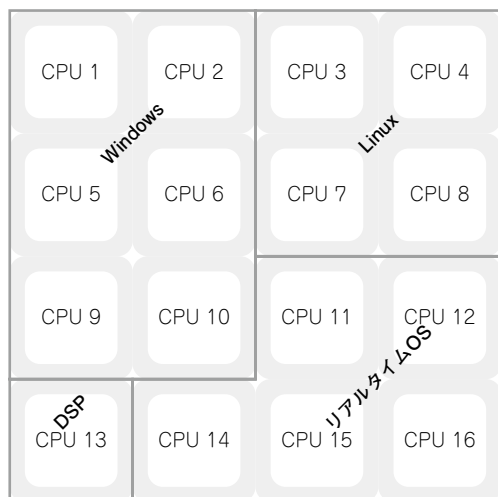 CPU 1 CPU 2 CPU 3 CPU 4
Windows
Linux
CPU 5 CPU 6 CPU 7 CPU 8
CPU 9 CPU 10 CPU 11 CPU 12
リアルタイムOS
DSP
CPU 13 CPU 14 CPU 15 CPU 16